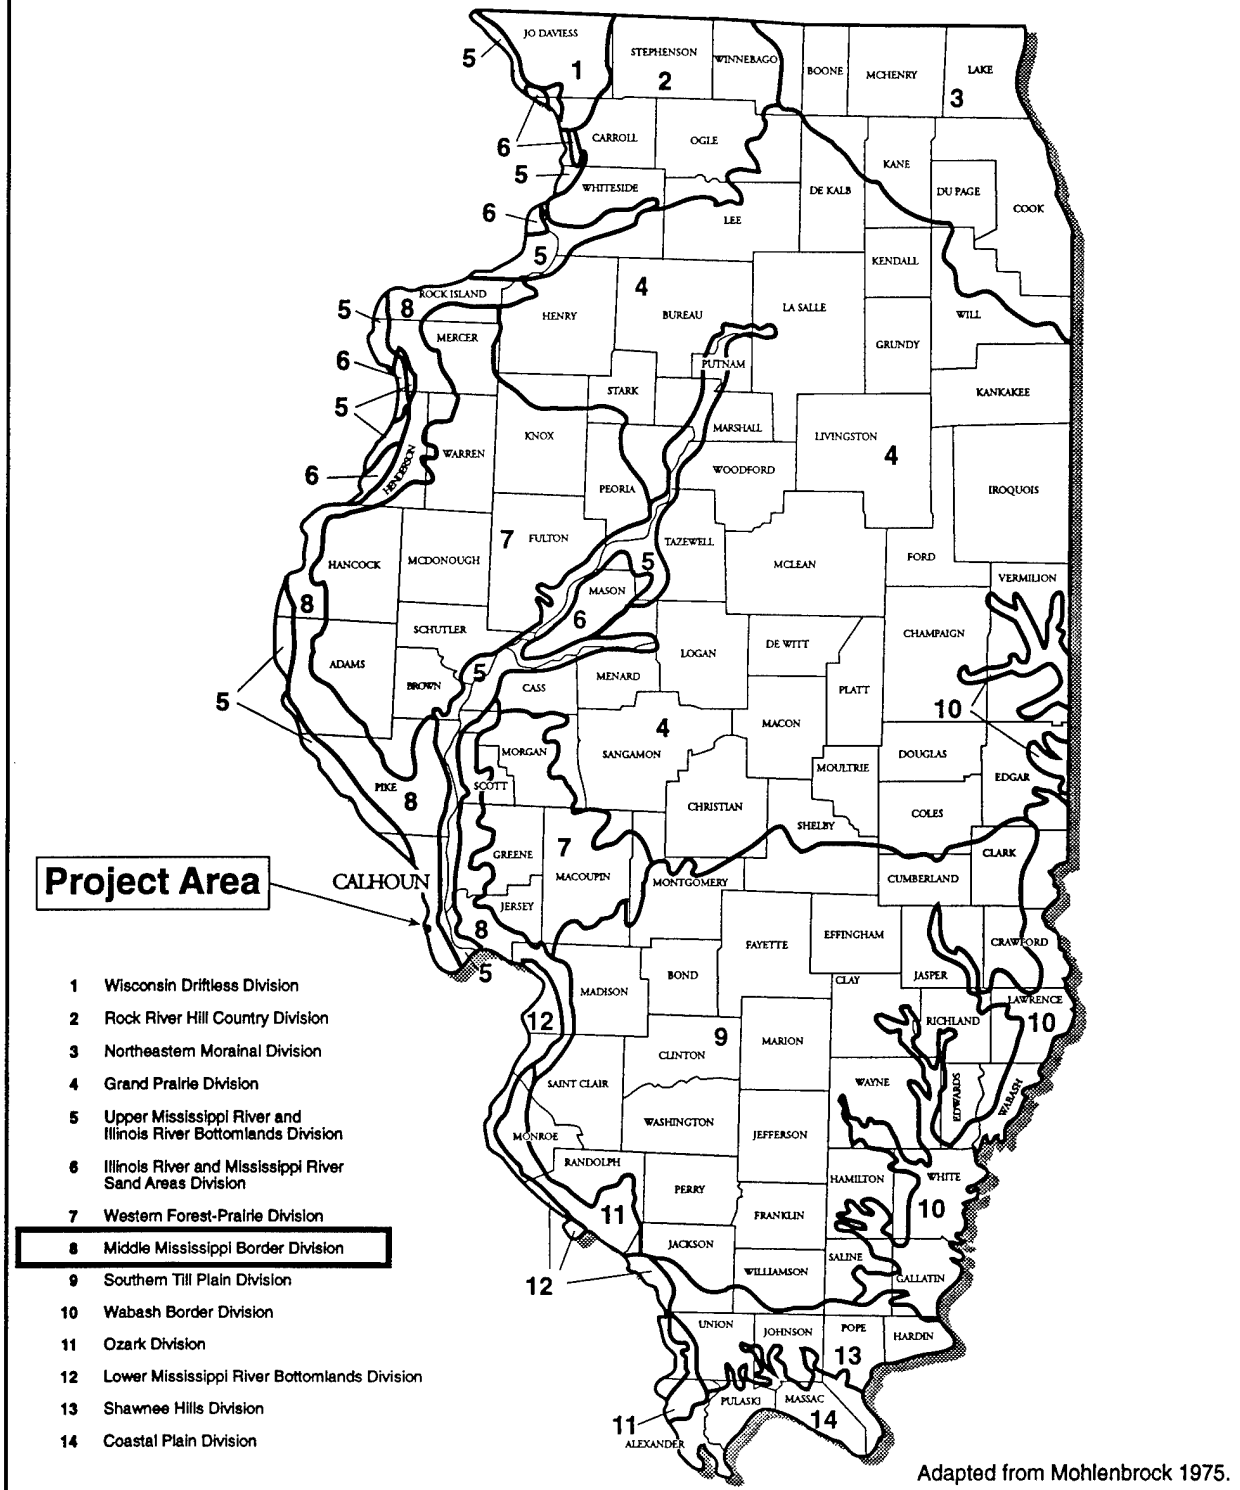 JO DAVIESS
STEPHENSON
WINNEBAGO
BOONE
MCHENRY
LAKE
5
1
2
3
6
CARROLL
OGLE
KANE
DE KALB
DU PAGE
COOK
6
5
WHITESIDE
LEE
6
5
KENDALL
ROCK ISLAND
5
8
HENRY
4
BUREAU
LA SALLE
WILL
MERCER
GRUNDY
6
PUTNAM
STARK
KANKAKEE
5
KNOX
MARSHALL
LIVINGSTON
4
WARREN
HENDERSON
6
WOODFORD
PEORIA
IROQUOIS
7
FULTON
TAZEWELL
HANCOCK
MCDONOUGH
5
MCLEAN
FORD
VERMILION
8
MASON
6
SCHUTLER
CHAMPAIGN
DE WITT
LOGAN
ADAMS
5
BROWN
CASS
MENARD
PLATT
5
10
MACON
4
MORGAN
SANGAMON
DOUGLAS
MOULTRIE
EDGAR
PIKE
8
SCOTT
CHRISTIAN
COLES
SHELBY
GREENE
7
CLARK
Project Area
CALHOUN
MACOUPIN
MONTGOMERY
CUMBERLAND
JERSEY
8
EFFINGHAM
FAYETTE
CRAWFORD
5
BOND
JASPER
CLAY
MADISON
LAWRENCE
12
RICHLAND
10
9
MARION
CLINTON
SAINT CLAIR
WAYNE
EDWARDS
WABASH
WASHINGTON
JEFFERSON
MONROE
RANDOLPH
PERRY
HAMILTON
WHITE
11
FRANKLIN
10
JACKSON
SALINE
12
WILLIAMSON
GALLATIN
UNION
JOHNSON
POPE
HARDIN
13
PULASKI
MASSAC
14
11
ALEXANDER
1 Wisconsin Driftless Division
2 Rock River Hill Country Division
3 Northeastern Morainal Division
4 Grand Prairie Division
5 Upper Mississippi River and
Illinois River Bottomlands Division
6 Illinois River and Mississippi River
Sand Areas Division
7 Western Forest-Prairie Division
8 Middle Mississippi Border Division
9 Southern Till Plain Division
10 Wabash Border Division
11 Ozark Division
12 Lower Mississippi River Bottomlands Division
13 Shawnee Hills Division
14 Coastal Plain Division
Adapted from Mohlenbrock 1975.